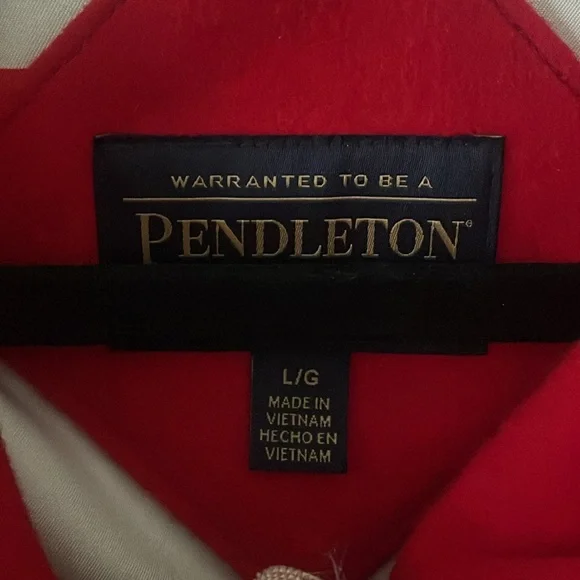 WARRANTED TO BE A
PENDLETON®
L/G
MADE IN
VIETNAM
HECHO EN
VIETNAM